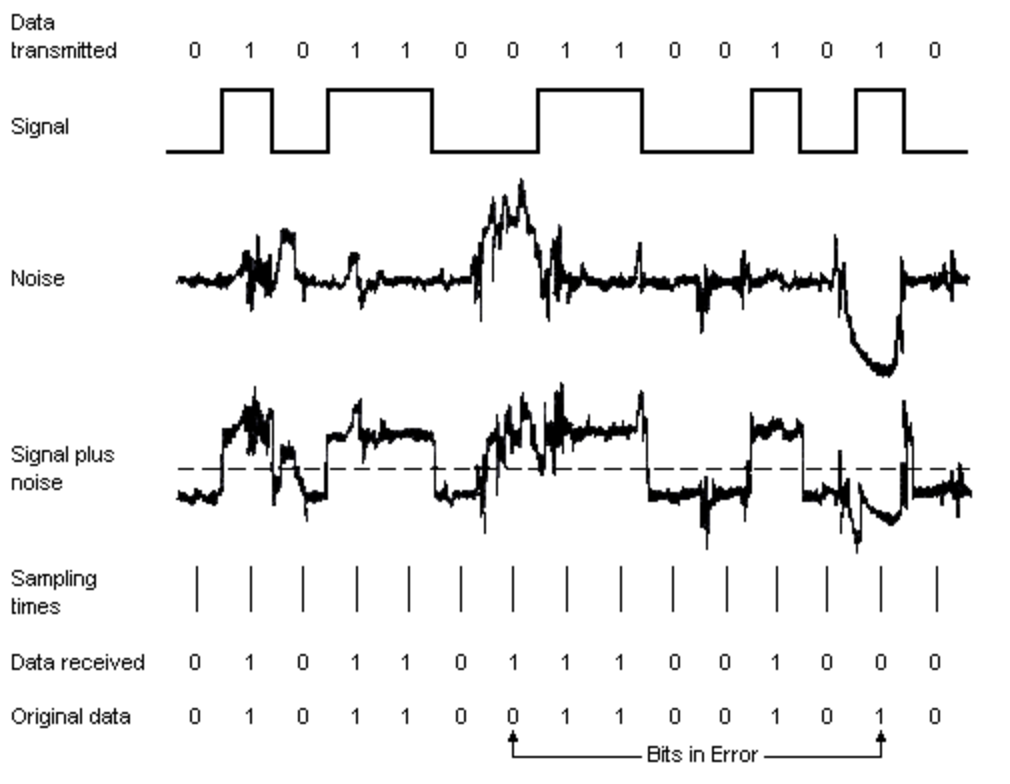 Data
transmitted 0 1 0 1 1 0 0 1 1 0 0 1 0 1 0
Signal
Noise
Signal plus
noise
Sampling
times
Data received 0 1 0 1 1 0 1 1 1 0 0 1 0 0 0
Original data 0 1 0 1 1 0 0 1 1 0 0 1 0 1 0
Bits in Error